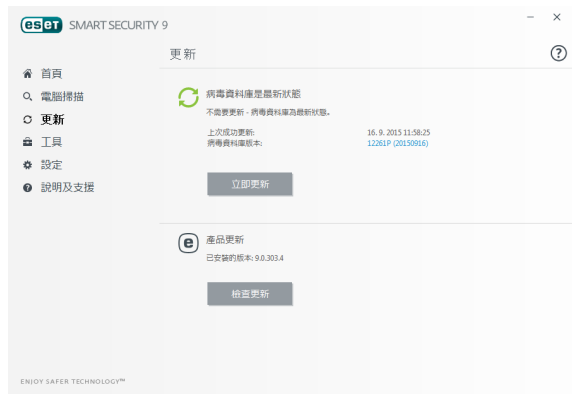 eset SMART SECURITY 9
更新
首頁
電腦掃描
更新
工具
設定
說明及支援
病毒資料庫是最新狀態
不需要更新 - 病毒資料庫為最新狀態。
上次成功更新: 16. 9. 2015 11:58:25
病毒資料庫版本: 12261P (20150916)
立即更新
產品更新
已安裝的版本: 9.0.303.4
檢查更新
ENJOY SAFER TECHNOLOGY™